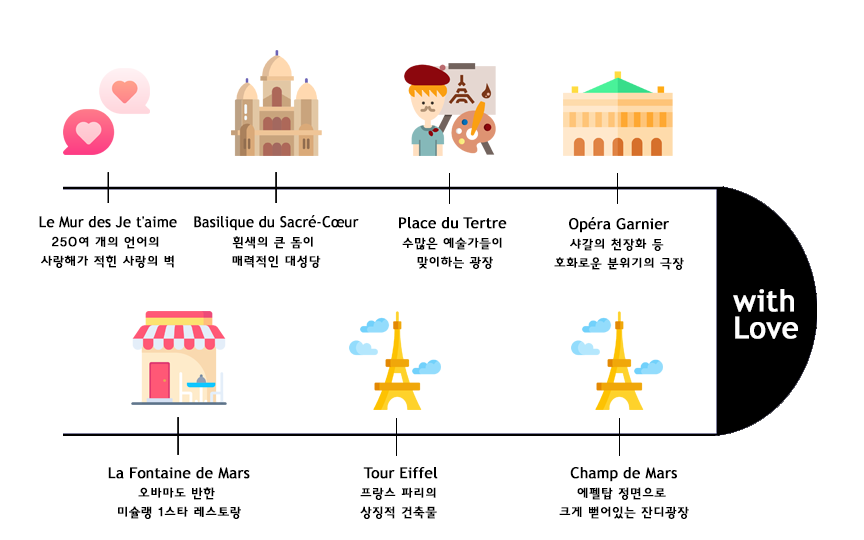 Le Mur des Je t'aime
250여 개의 언어의
사랑해가 적힌 사랑의 벽
Basilique du Sacré-Cœur
흰색의 큰 돔이
매력적인 대성당
Place du Tertre
수많은 예술가들이
맞이하는 광장
Opéra Garnier
샤갈의 천장화 등
호화로운 분위기의 극장
with
Love
La Fontaine de Mars
오바마도 반한
미슐랭 1스타 레스토랑
Tour Eiffel
프랑스 파리의
상징적 건축물
Champ de Mars
에펠탑 정면으로
크게 뻗어있는 잔디광장